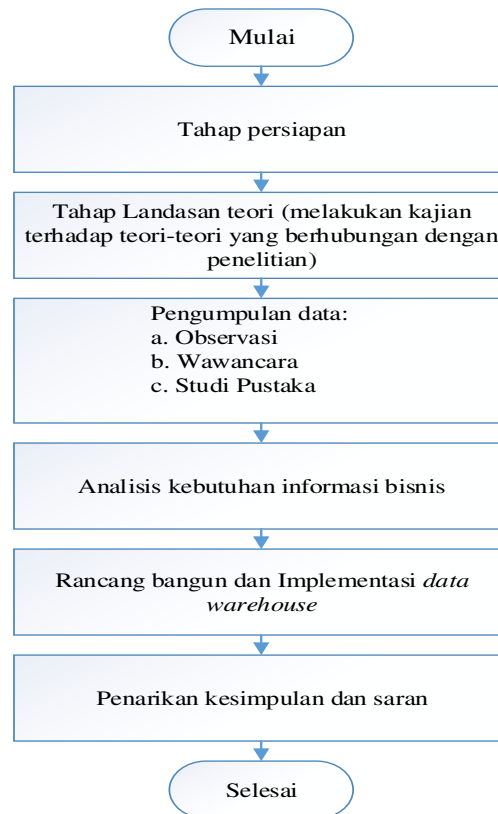 Mulai
Tahap persiapan
Tahap Landasan teori (melakukan kajian
terhadap teori-teori yang berhubungan dengan
penelitian)
Pengumpulan data:
a. Observasi
b. Wawancara
c. Studi Pustaka
Analisis kebutuhan informasi bisnis
Rancang bangun dan Implementasi data
warehouse
Penarikan kesimpulan dan saran
Selesai